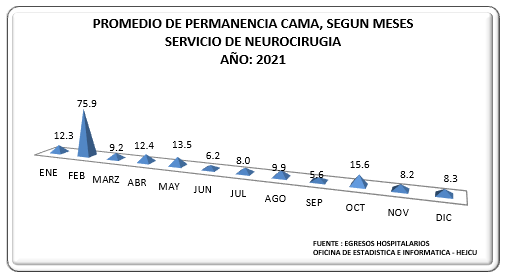 PROMEDIO DE PERMANENCIA CAMA, SEGUN MESES
SERVICIO DE NEUROCIRUGIA
AÑO: 2021
12.3
75.9
9.2
12.4
13.5
6.2
8.0
9.9
5.6
15.6
8.2
8.3
ENE
FEB
MARZ
ABR
MAY
JUN
JUL
AGO
SEP
OCT
NOV
DIC
FUENTE : EGRESOS HOSPITALARIOS
OFICINA DE ESTADISTICA E INFORMATICA - HEJCU